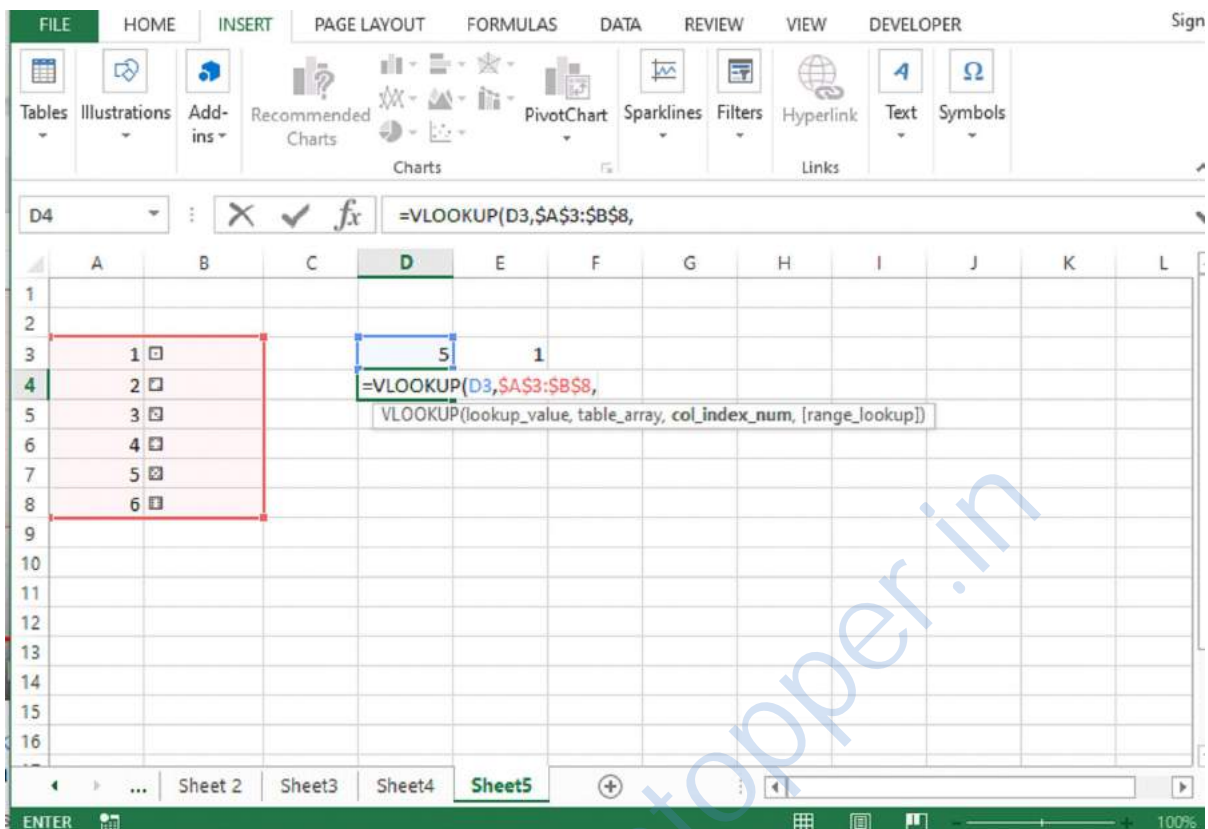 FILE HOME INSERT PAGE LAYOUT FORMULAS DATA REVIEW VIEW DEVELOPER Sign
Tables Illustrations Add-ins Recommended Charts PivotChart Sparklines Filters Hyperlink Text Symbols
Charts Links
D4 fx =VLOOKUP(D3,$A$3:$B$8,
A B C D E F G H I J K L
1
2
3 1 ⚀ 5 1
4 2 ⚁ =VLOOKUP(D3,$A$3:$B$8,
5 3 ⚂ VLOOKUP(lookup_value, table_array, col_index_num, [range_lookup])
6 4 ⚃
7 5 ⚄
8 6 ⚅
9
10
11
12
13
14
15
16
... Sheet 2 Sheet3 Sheet4 Sheet5
ENTER 100%
topper.in